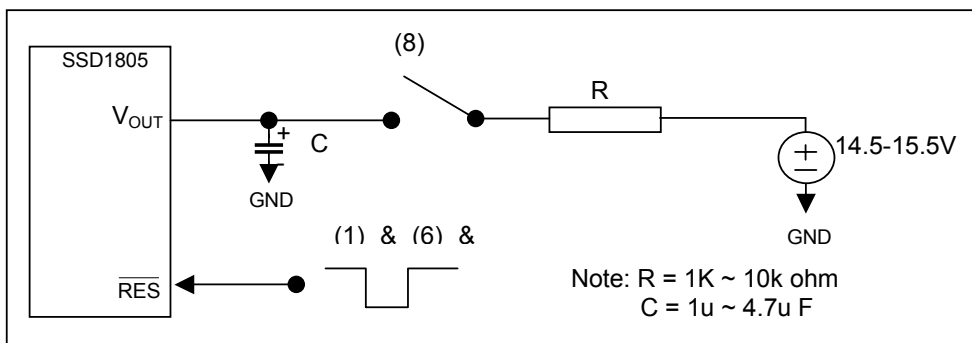 (8)
SSD1805
R
VOUT
+
C
-
+
-
14.5-15.5V
GND
GND
(1) & (6) &
RES
Note: R = 1K ~ 10k ohm
C = 1u ~ 4.7u F